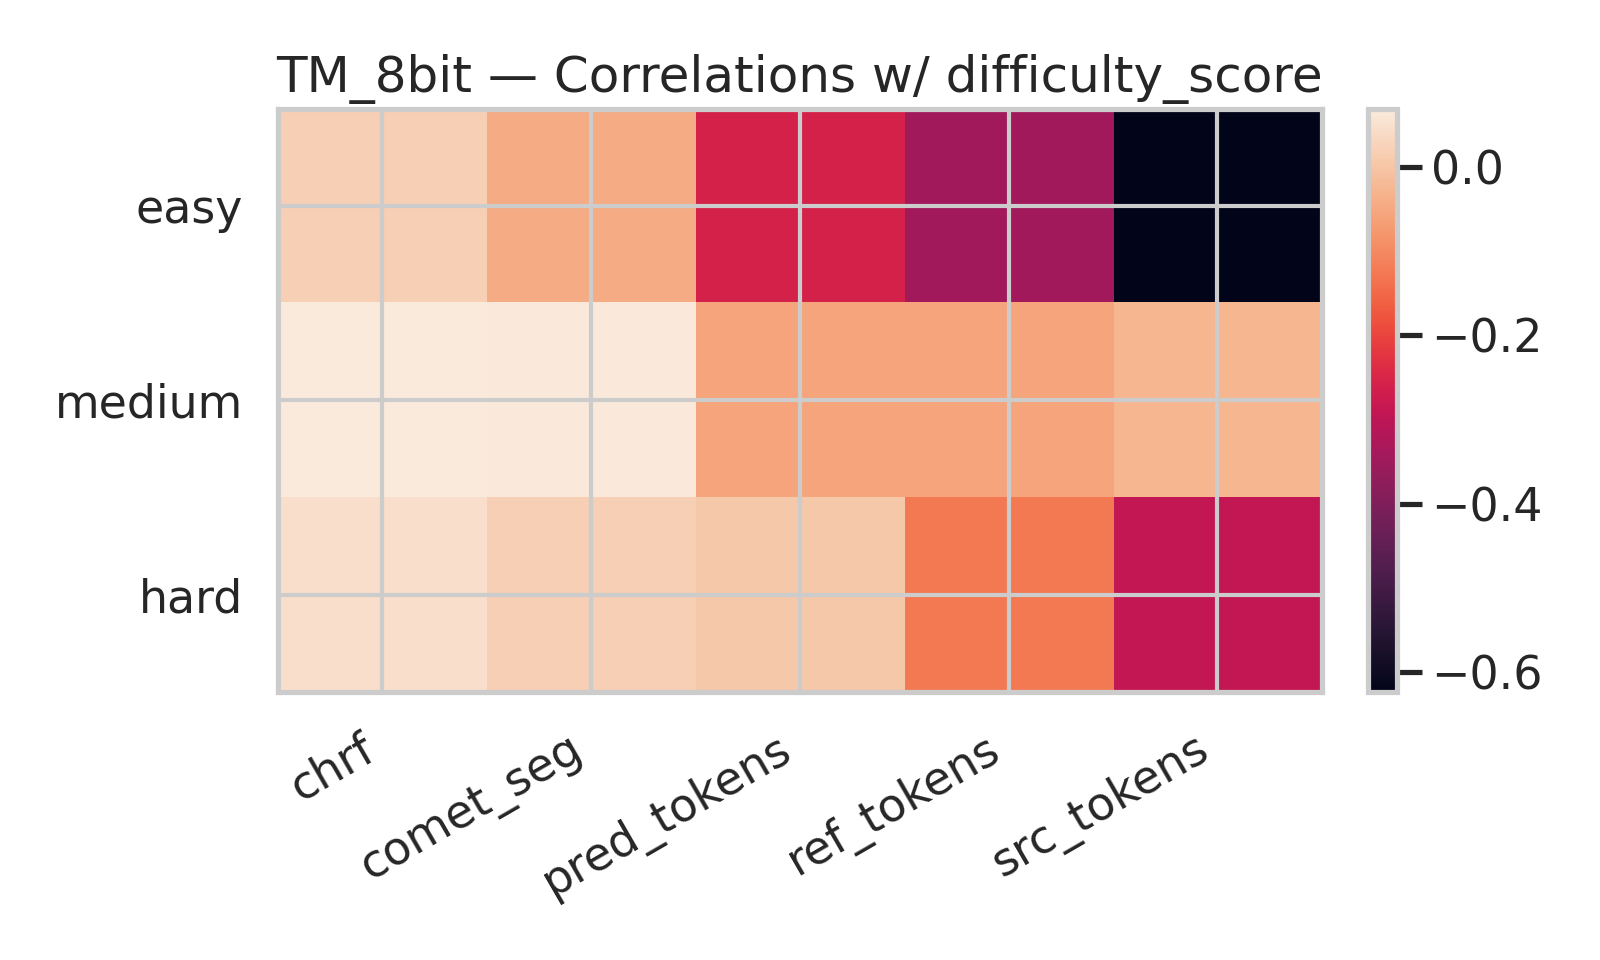 TM_8bit — Correlations w/ difficulty_score
easy
medium
hard
chrf
comet_seg
pred_tokens
ref_tokens
src_tokens
0.0
−0.2
−0.4
−0.6